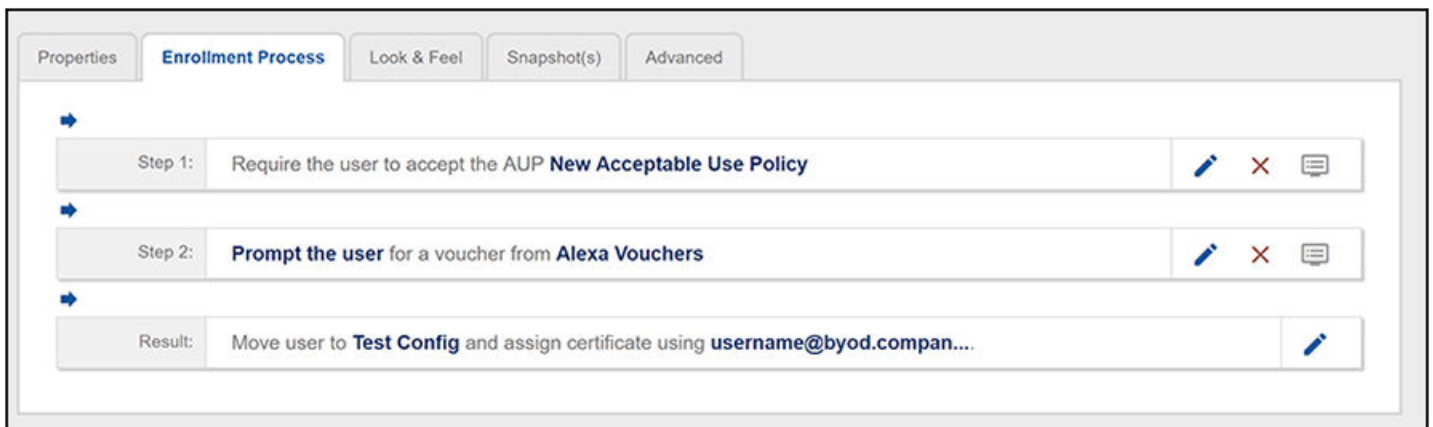 Properties Enrollment Process Look & Feel Snapshot(s) Advanced
Step 1: Require the user to accept the AUP New Acceptable Use Policy
Step 2: Prompt the user for a voucher from Alexa Vouchers
Result: Move user to Test Config and assign certificate using username@byod.compan....